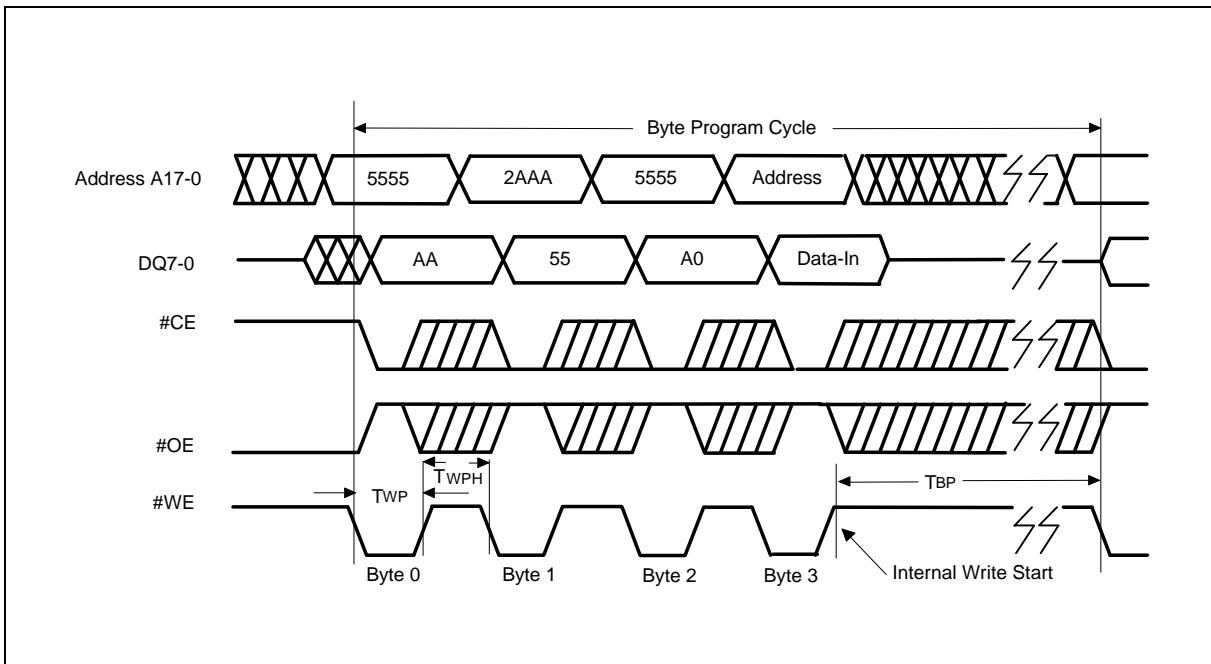 Byte Program Cycle
Address A17-0
5555
2AAA
5555
Address
DQ7-0
AA
55
A0
Data-In
#CE
#OE
TWPH
TWP
TBP
#WE
Byte 0
Byte 1
Byte 2
Byte 3
Internal Write Start